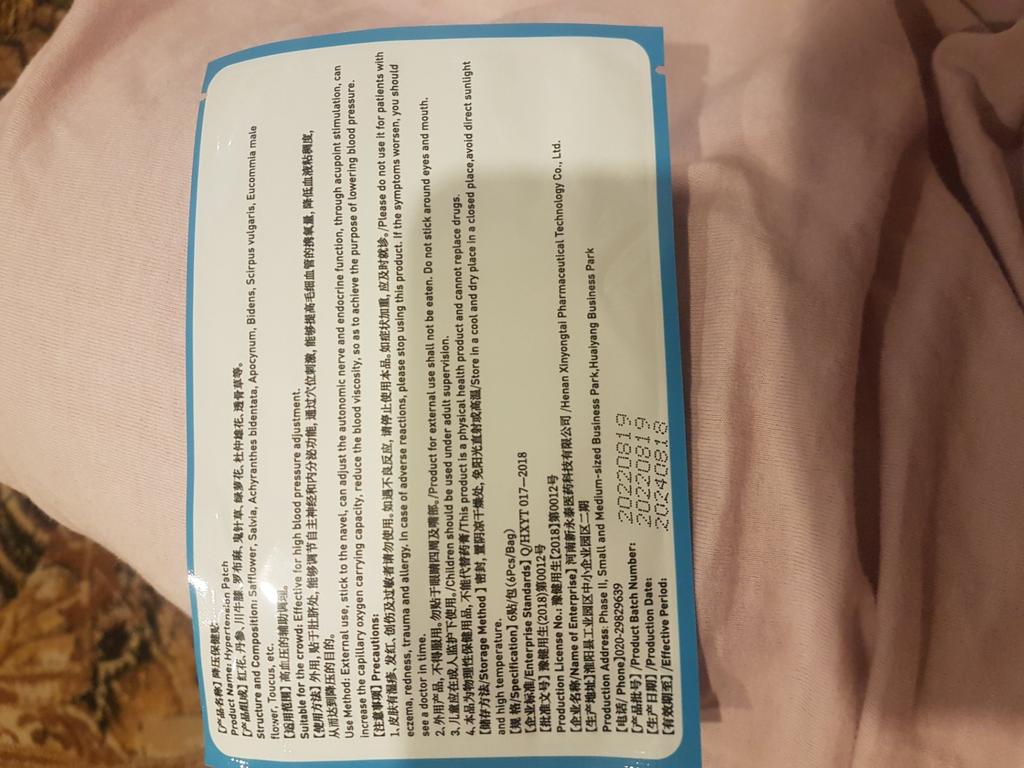 【产品名称】降压保健贴
Product Name: Hypertension Patch
【产品组成】红花、丹参、川牛膝、罗布麻、鬼针草、绿萝花、杜仲雄花、透骨草等。
Structure and Composition: Safflower, Salvia, Achyranthes bidentata, Apocynum, Bidens, Scirpus vulgaris, Eucommia male
flower, Toucus, etc.
【适用范围】高血压的辅助调理。
Suitable for the crowd: Effective for high blood pressure adjustment.
【使用方法】外用，贴于肚脐处，能够调节自主神经和内分泌功能，通过穴位刺激，能够提高毛细血管的携氧量，降低血液粘稠度，
从而达到降压的目的。
Use Method: External use, stick to the navel, can adjust the autonomic nerve and endocrine function, through acupoint stimulation, can
increase the capillary oxygen carrying capacity, reduce the blood viscosity, so as to achieve the purpose of lowering blood pressure.
【注意事项】Precautions:
1、皮肤有湿疹、发红、创伤及过敏者请勿使用。如遇不良反应，请停止使用本品。如症状加重，应及时就诊。/Please do not use it for patients with
eczema, redness, trauma and allergy. In case of adverse reactions, please stop using this product. If the symptoms worsen, you should
see a doctor in time.
2、外用产品，不得服用。勿贴于眼睛四周及嘴部。/Product for external use shall not be eaten. Do not stick around eyes and mouth.
3、儿童应在成人监护下使用。/Children should be used under adult supervision.
4、本品为物理性保健用品，不能代替药膏/This product is a physical health product and cannot replace drugs.
【储存方法/Storage Method】密封，置阴凉干燥处，免阳光直射或高温/Store in a cool and dry place in a closed place,avoid direct sunlight
and high temperature.
【规 格/Specification】6贴/包(6Pcs/Bag)
【企业标准/Enterprise Standards】Q/HXYT 017—2018
【批准文号】豫健用生(2018)第0012号
Production License No.: 豫健用生[2018]第0012号
【企业名称/Name of Enterprise】河南新永泰医药科技有限公司 /Henan Xinyongtai Pharmaceutical Technology Co., Ltd.
【生产地址】淮阳县工业园区中小企业园区二期
Production Address: Phase II, Small and Medium-sized Business Park,Huaiyang Business Park
【电话/ Phone】020-29829639
【产品批号】/Product Batch Number: 20220819
【生产日期】/Production Date: 20220819
【有效期至】/Effective Period: 20240818